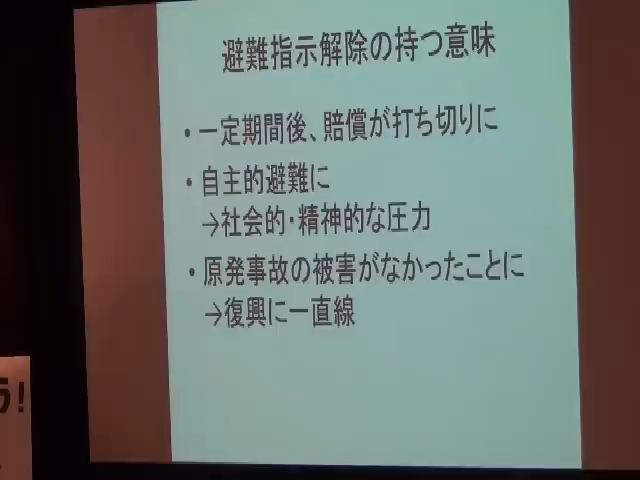 避難指示解除の持つ意味
・一定期間後、賠償が打ち切りに
・自主的避難に
→社会的・精神的な圧力
・原発事故の被害がなかったことに
→復興に一直線
う!